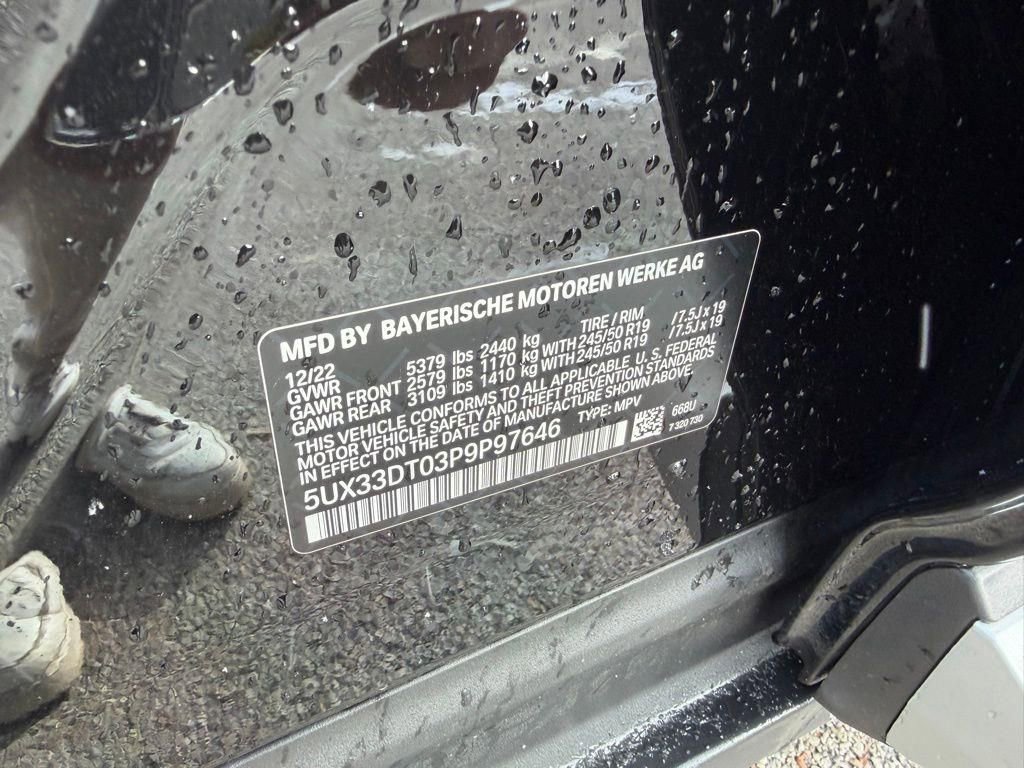 MFD BY BAYERISCHE MOTOREN WERKE AG
12/22 TIRE / RIM
GVWR 5379 lbs 2440 kg
GAWR FRONT 2579 lbs 1170 kg WITH 245/50 R19 /7.5J x 19
GAWR REAR 3109 lbs 1410 kg WITH 245/50 R19 /7.5J x 19
THIS VEHICLE CONFORMS TO ALL APPLICABLE U. S. FEDERAL
MOTOR VEHICLE SAFETY AND THEFT PREVENTION STANDARDS
IN EFFECT ON THE DATE OF MANUFACTURE SHOWN ABOVE.
5UX33DT03P9P97646 TYPE: MPV 668U
7 320 730